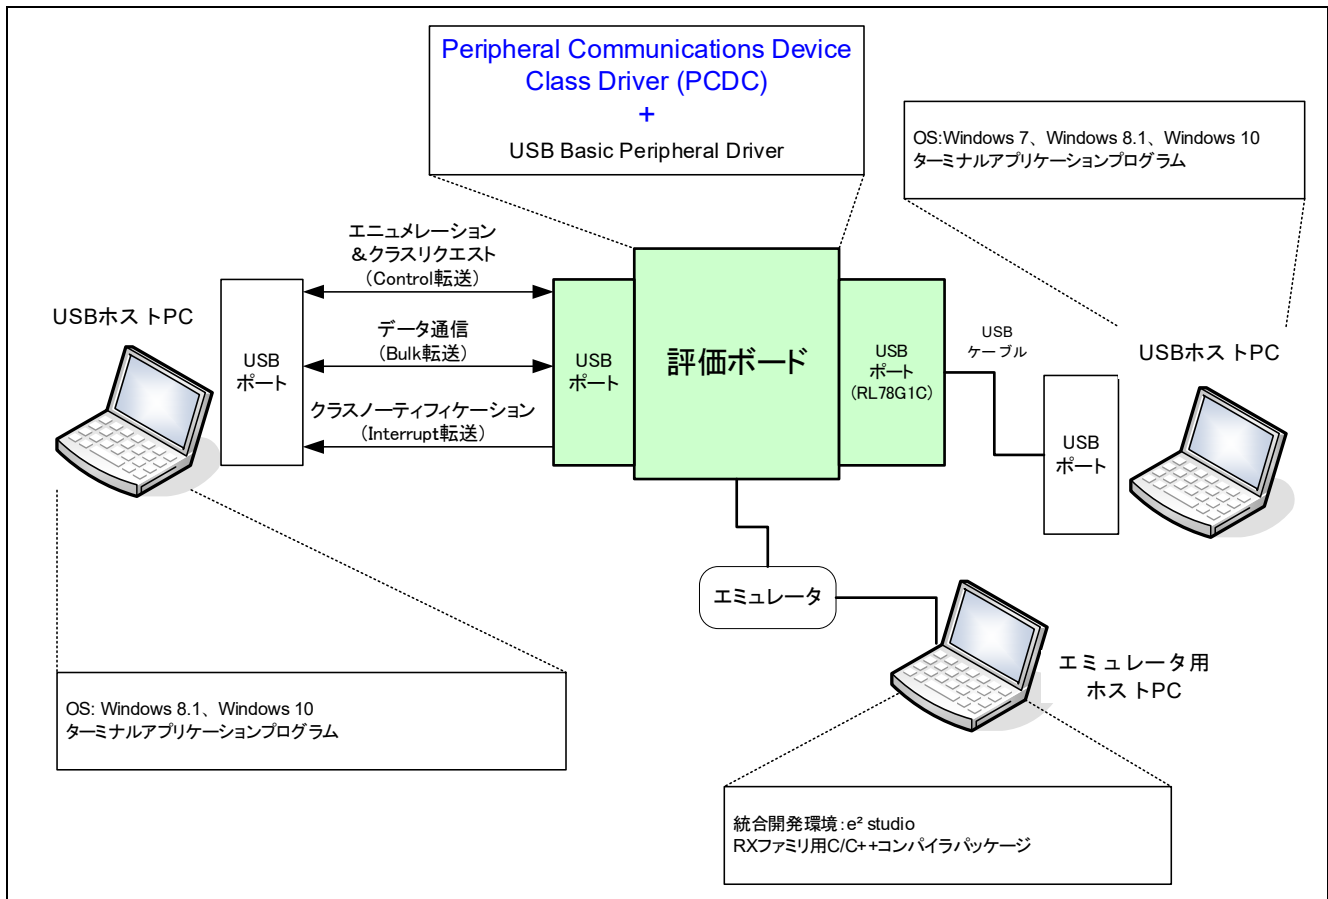 Peripheral Communications Device
Class Driver (PCDC)
+
USB Basic Peripheral Driver
OS:Windows 7、Windows 8.1、Windows 10
ターミナルアプリケーションプログラム
エニュメレーション
＆クラスリクエスト
（Control転送）
データ通信
（Bulk転送）
クラスノーティフィケーション
（Interrupt転送）
USBホストPC
USB
ポート
USB
ポート
評価ボード
USB
ポート
(RL78G1C)
USB
ケーブル
USB
ポート
USBホストPC
エミュレータ
エミュレータ用
ホストPC
OS: Windows 8.1、Windows 10
ターミナルアプリケーションプログラム
統合開発環境：e² studio
RXファミリ用C/C++コンパイラパッケージ